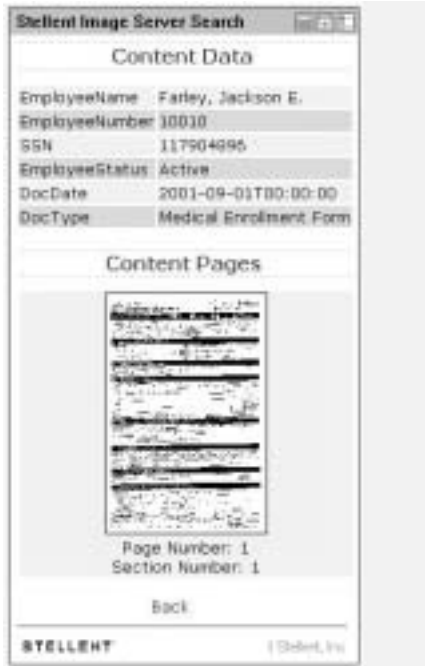 Stellent Image Server Search
Content Data
EmployeeName Farley, Jackson E.
EmployeeNumber 10010
SSN 117904896
EmployeeStatus Active
DocDate 2001-09-01T00:00:00
DocType Medical Enrollment Form
Content Pages
Page Number: 1
Section Number: 1
Back
STELLENT
Stellent, Inc